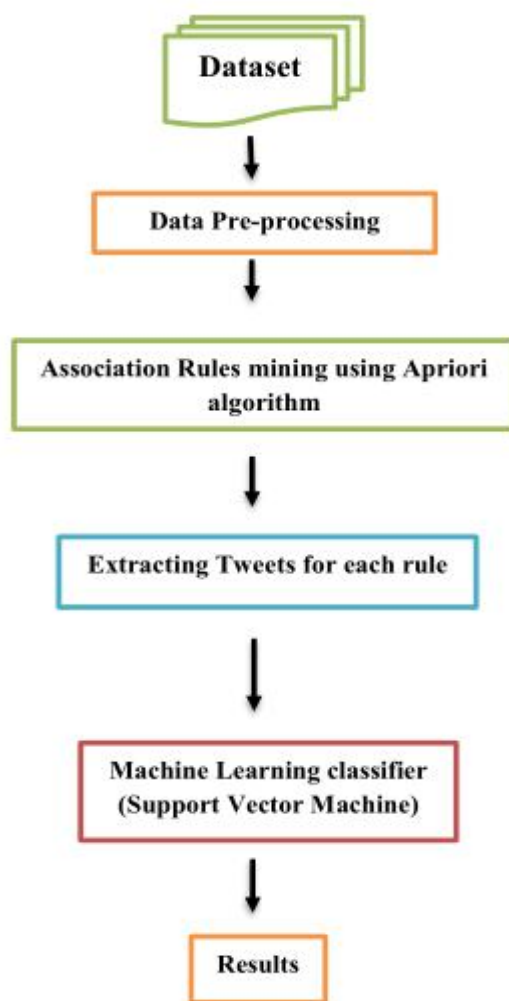 Dataset
Data Pre-processing
Association Rules mining using Apriori
algorithm
Extracting Tweets for each rule
Machine Learning classifier
(Support Vector Machine)
Results